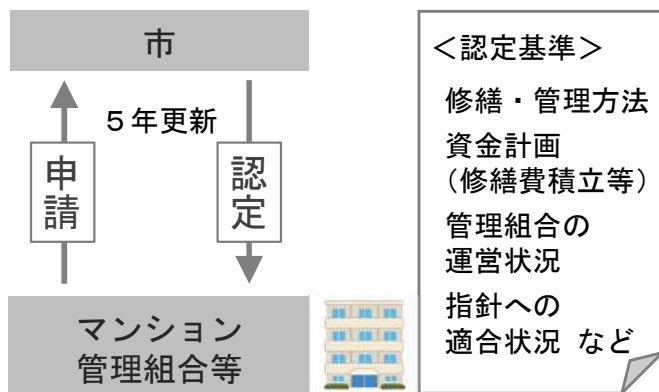 市
5年更新
申請
認定
マンション
管理組合等
＜認定基準＞
修繕・管理方法
資金計画
(修繕費積立等)
管理組合の
運営状況
指針への
適合状況 など